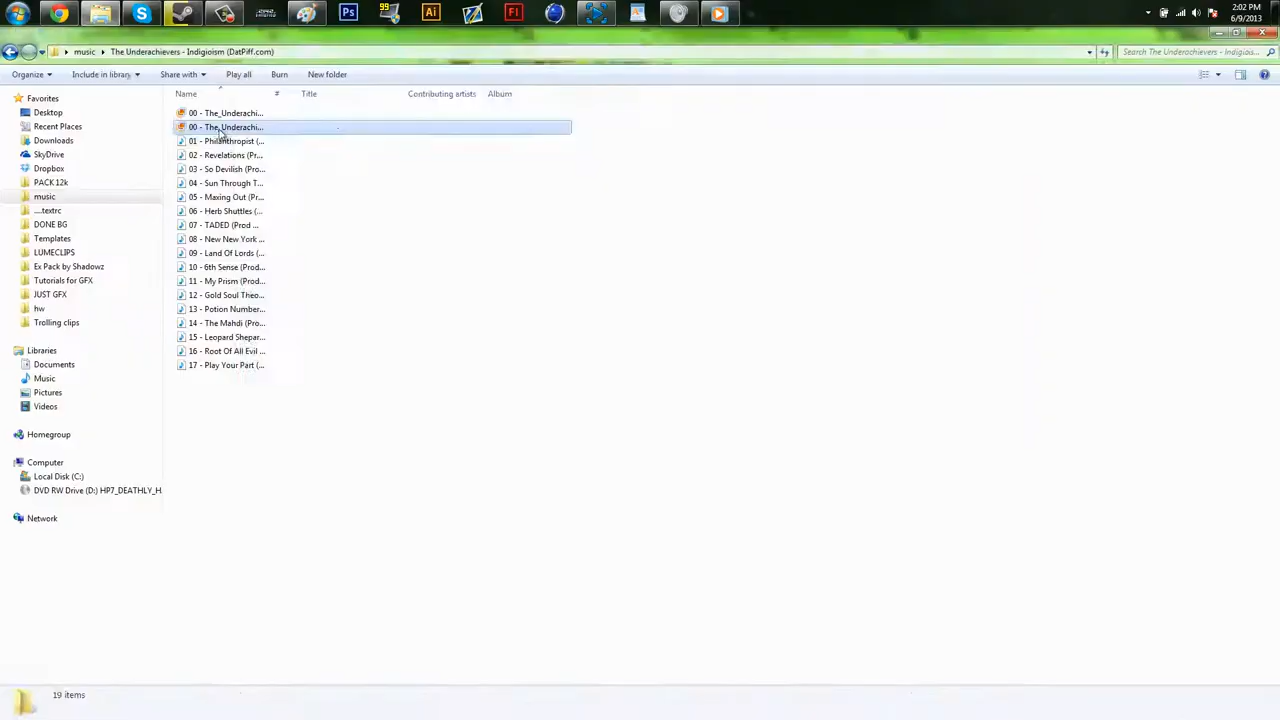 99
Ai
Ps
Fl
2:02 PM
6/9/2013
music ▸ The Underachievers - Indigioism (DatPiff.com)
Search The Underachievers - Indigiois...
Organize
Include in library
Share with
Play all
Burn
New folder
Name
#
Title
Contributing artists
Album
Favorites
Desktop
Recent Places
Downloads
SkyDrive
Dropbox
PACK 12k
music
....textrc
DONE BG
Templates
LUMECLIPS
Ex Pack by Shadowz
Tutorials for GFX
JUST GFX
hw
Trolling clips
Libraries
Documents
Music
Pictures
Videos
Homegroup
Computer
Local Disk (C:)
DVD RW Drive (D:) HP7_DEATHLY_H
Network
00 - The_Underachi...
00 - The_Underachi...
01 - Philanthropist (...
02 - Revelations (Pr...
03 - So Devilish (Pro...
04 - Sun Through T...
05 - Maxing Out (Pr...
06 - Herb Shuttles (...
07 - TADED (Prod ...
08 - New New York ...
09 - Land Of Lords (...
10 - 6th Sense (Prod...
11 - My Prism (Prod...
12 - Gold Soul Theo...
13 - Potion Number...
14 - The Mahdi (Pro...
15 - Leopard Shepar...
16 - Root Of All Evil ...
17 - Play Your Part (...
19 items